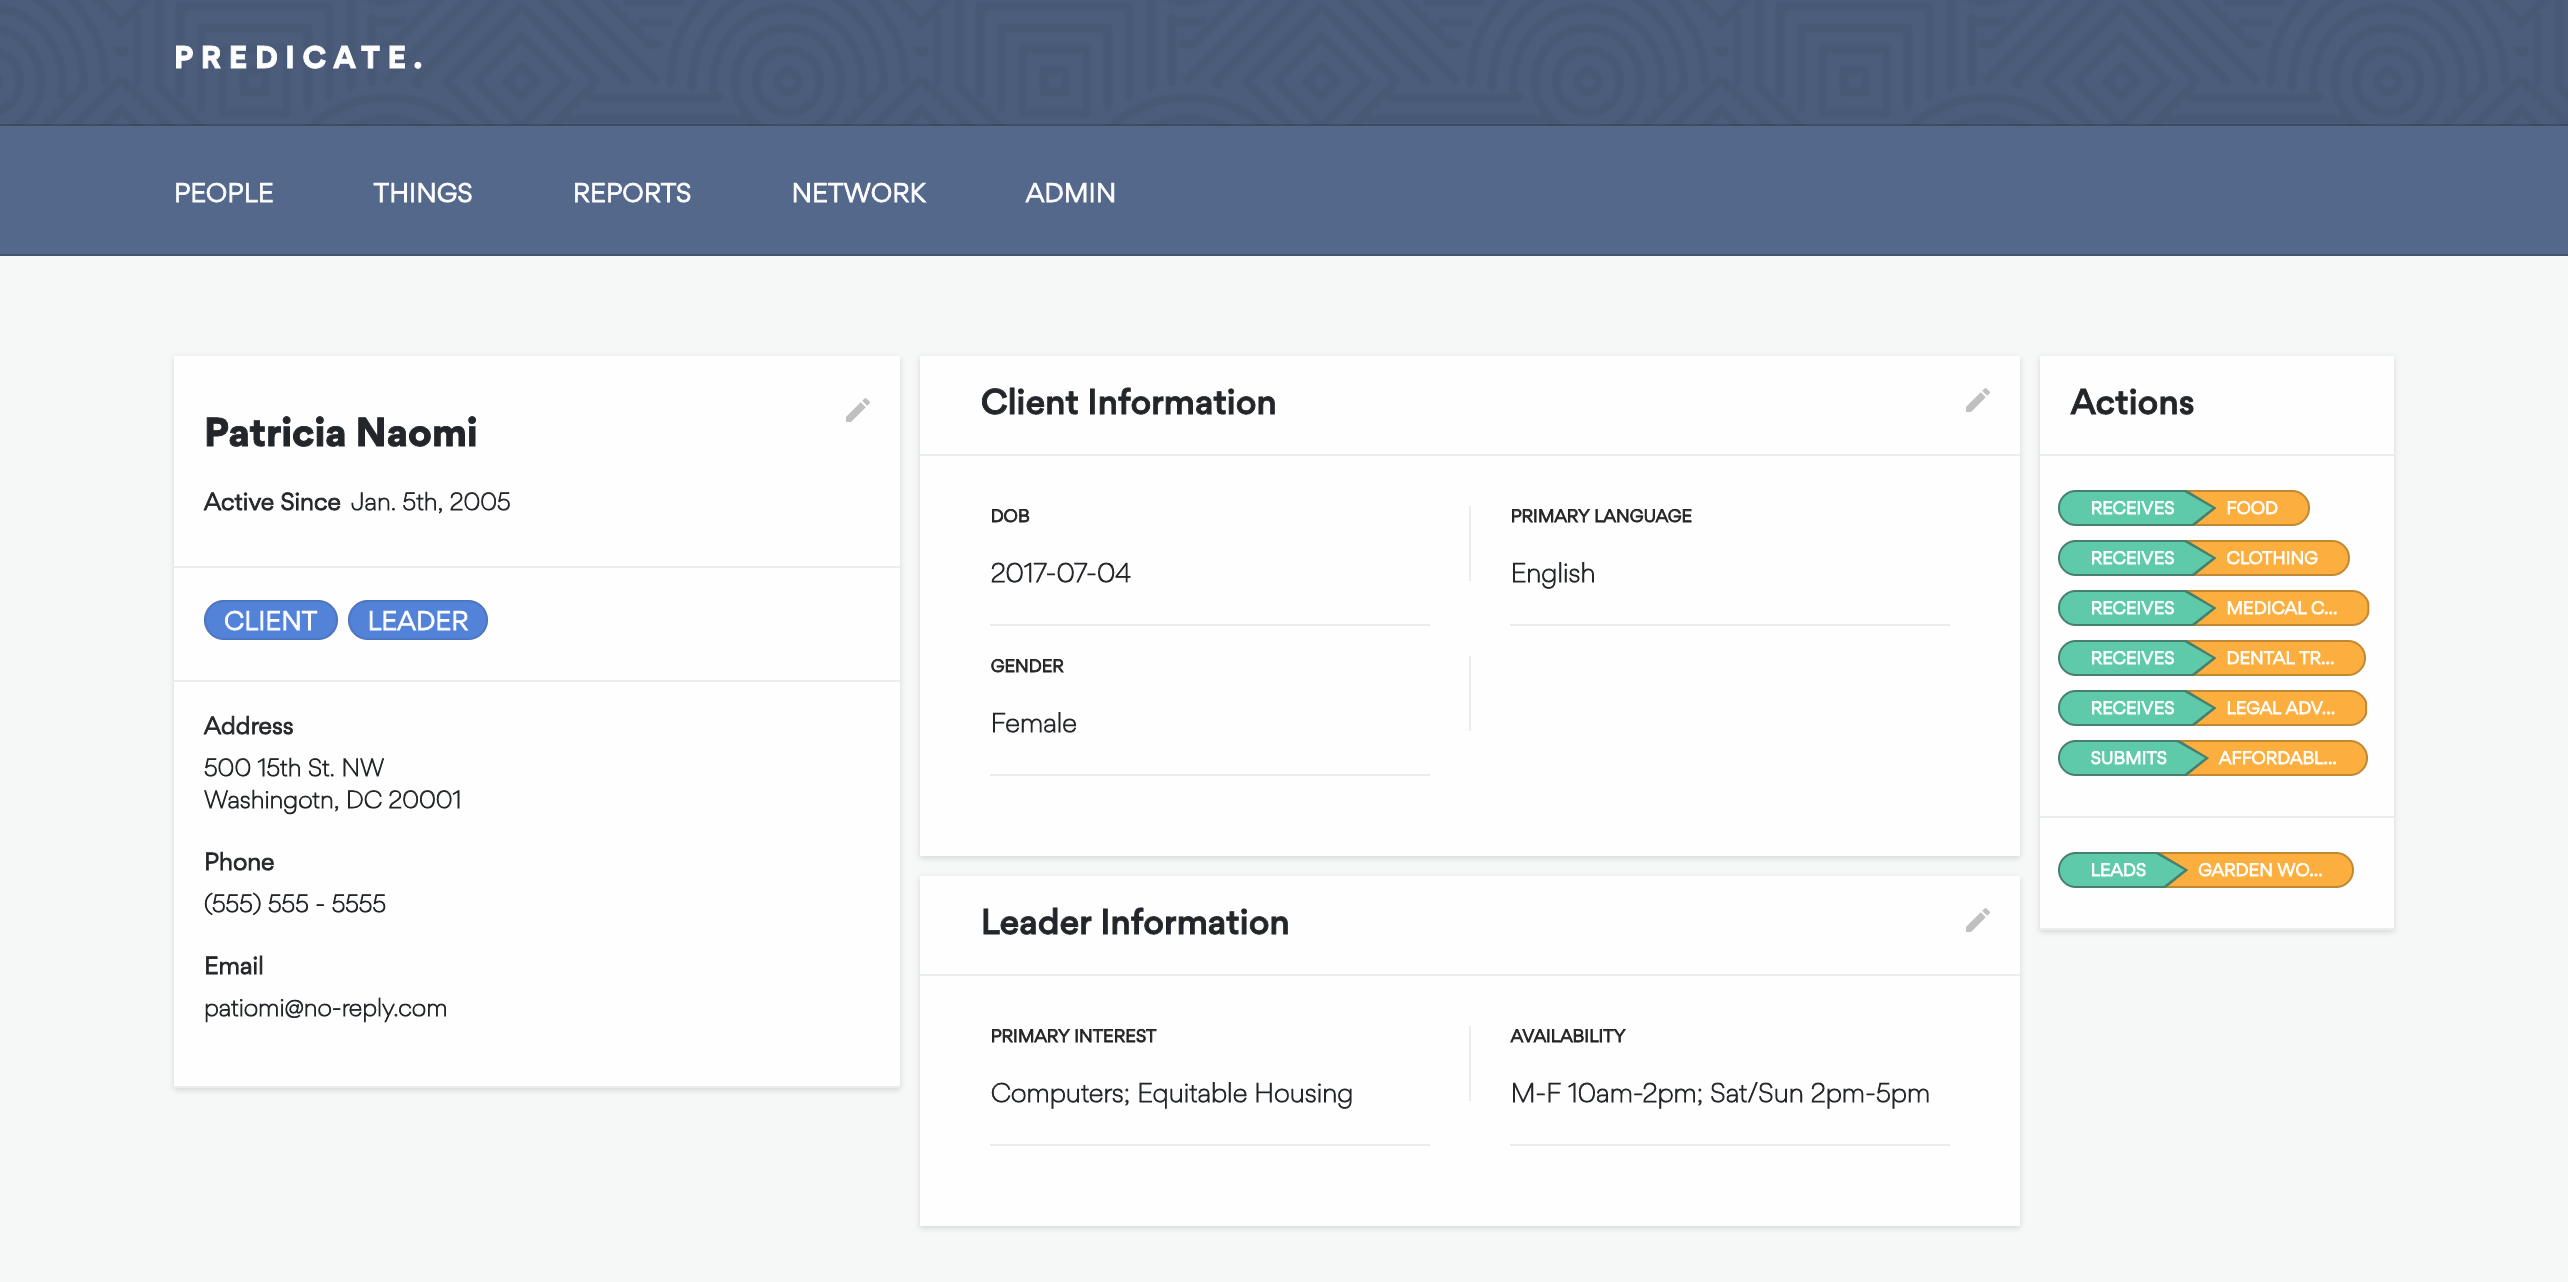 PREDICATE.
PEOPLE THINGS REPORTS NETWORK ADMIN
Patricia Naomi
Active Since Jan. 5th, 2005
CLIENT LEADER
Address
500 15th St. NW
Washingotn, DC 20001
Phone
(555) 555 - 5555
Email
patiomi@no-reply.com
Client Information
DOB
2017-07-04
PRIMARY LANGUAGE
English
GENDER
Female
Leader Information
PRIMARY INTEREST
Computers; Equitable Housing
AVAILABILITY
M-F 10am-2pm; Sat/Sun 2pm-5pm
Actions
RECEIVES FOOD
RECEIVES CLOTHING
RECEIVES MEDICAL C...
RECEIVES DENTAL TR...
RECEIVES LEGAL ADV...
SUBMITS AFFORDABL...
LEADS GARDEN WO...